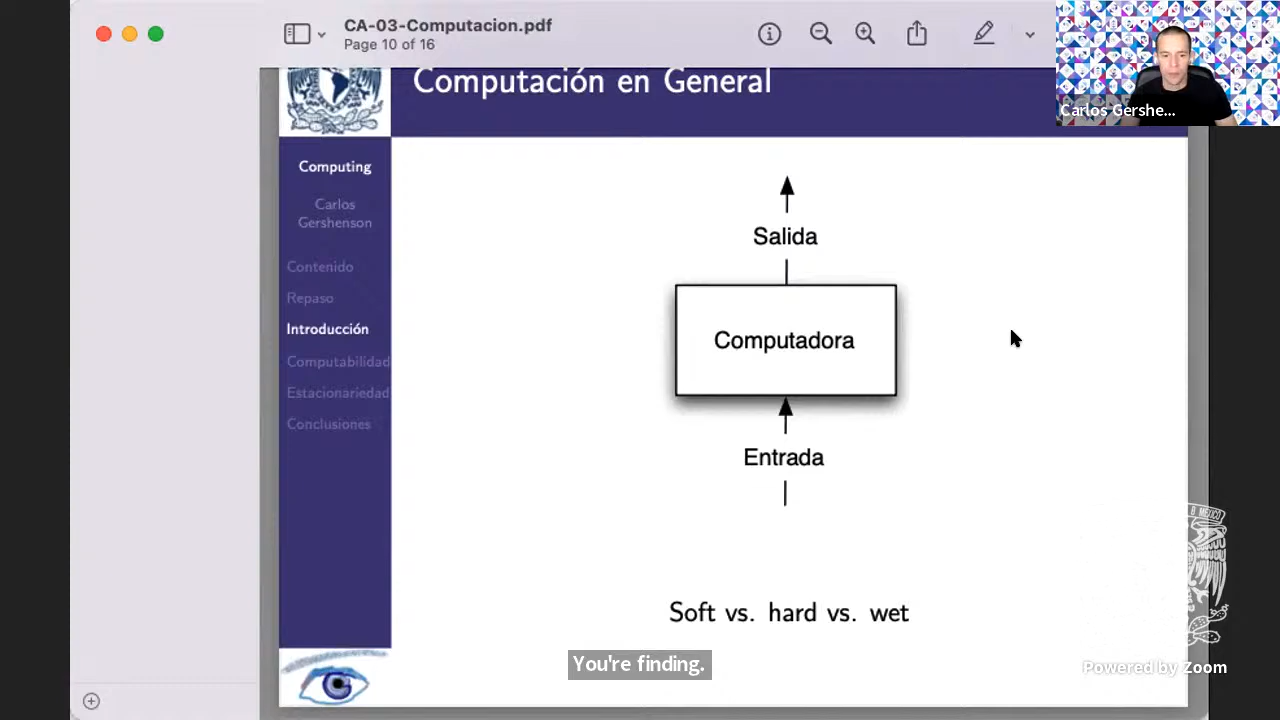 CA-03-Computacion.pdf
Page 10 of 16
Carlos Gershe...
Computación en General
Computing
Carlos
Gershenson
Contenido
Repaso
Introducción
Computabilidad
Estacionariedad
Conclusiones
Salida
Computadora
Entrada
Soft vs. hard vs. wet
You're finding.
Powered by Zoom